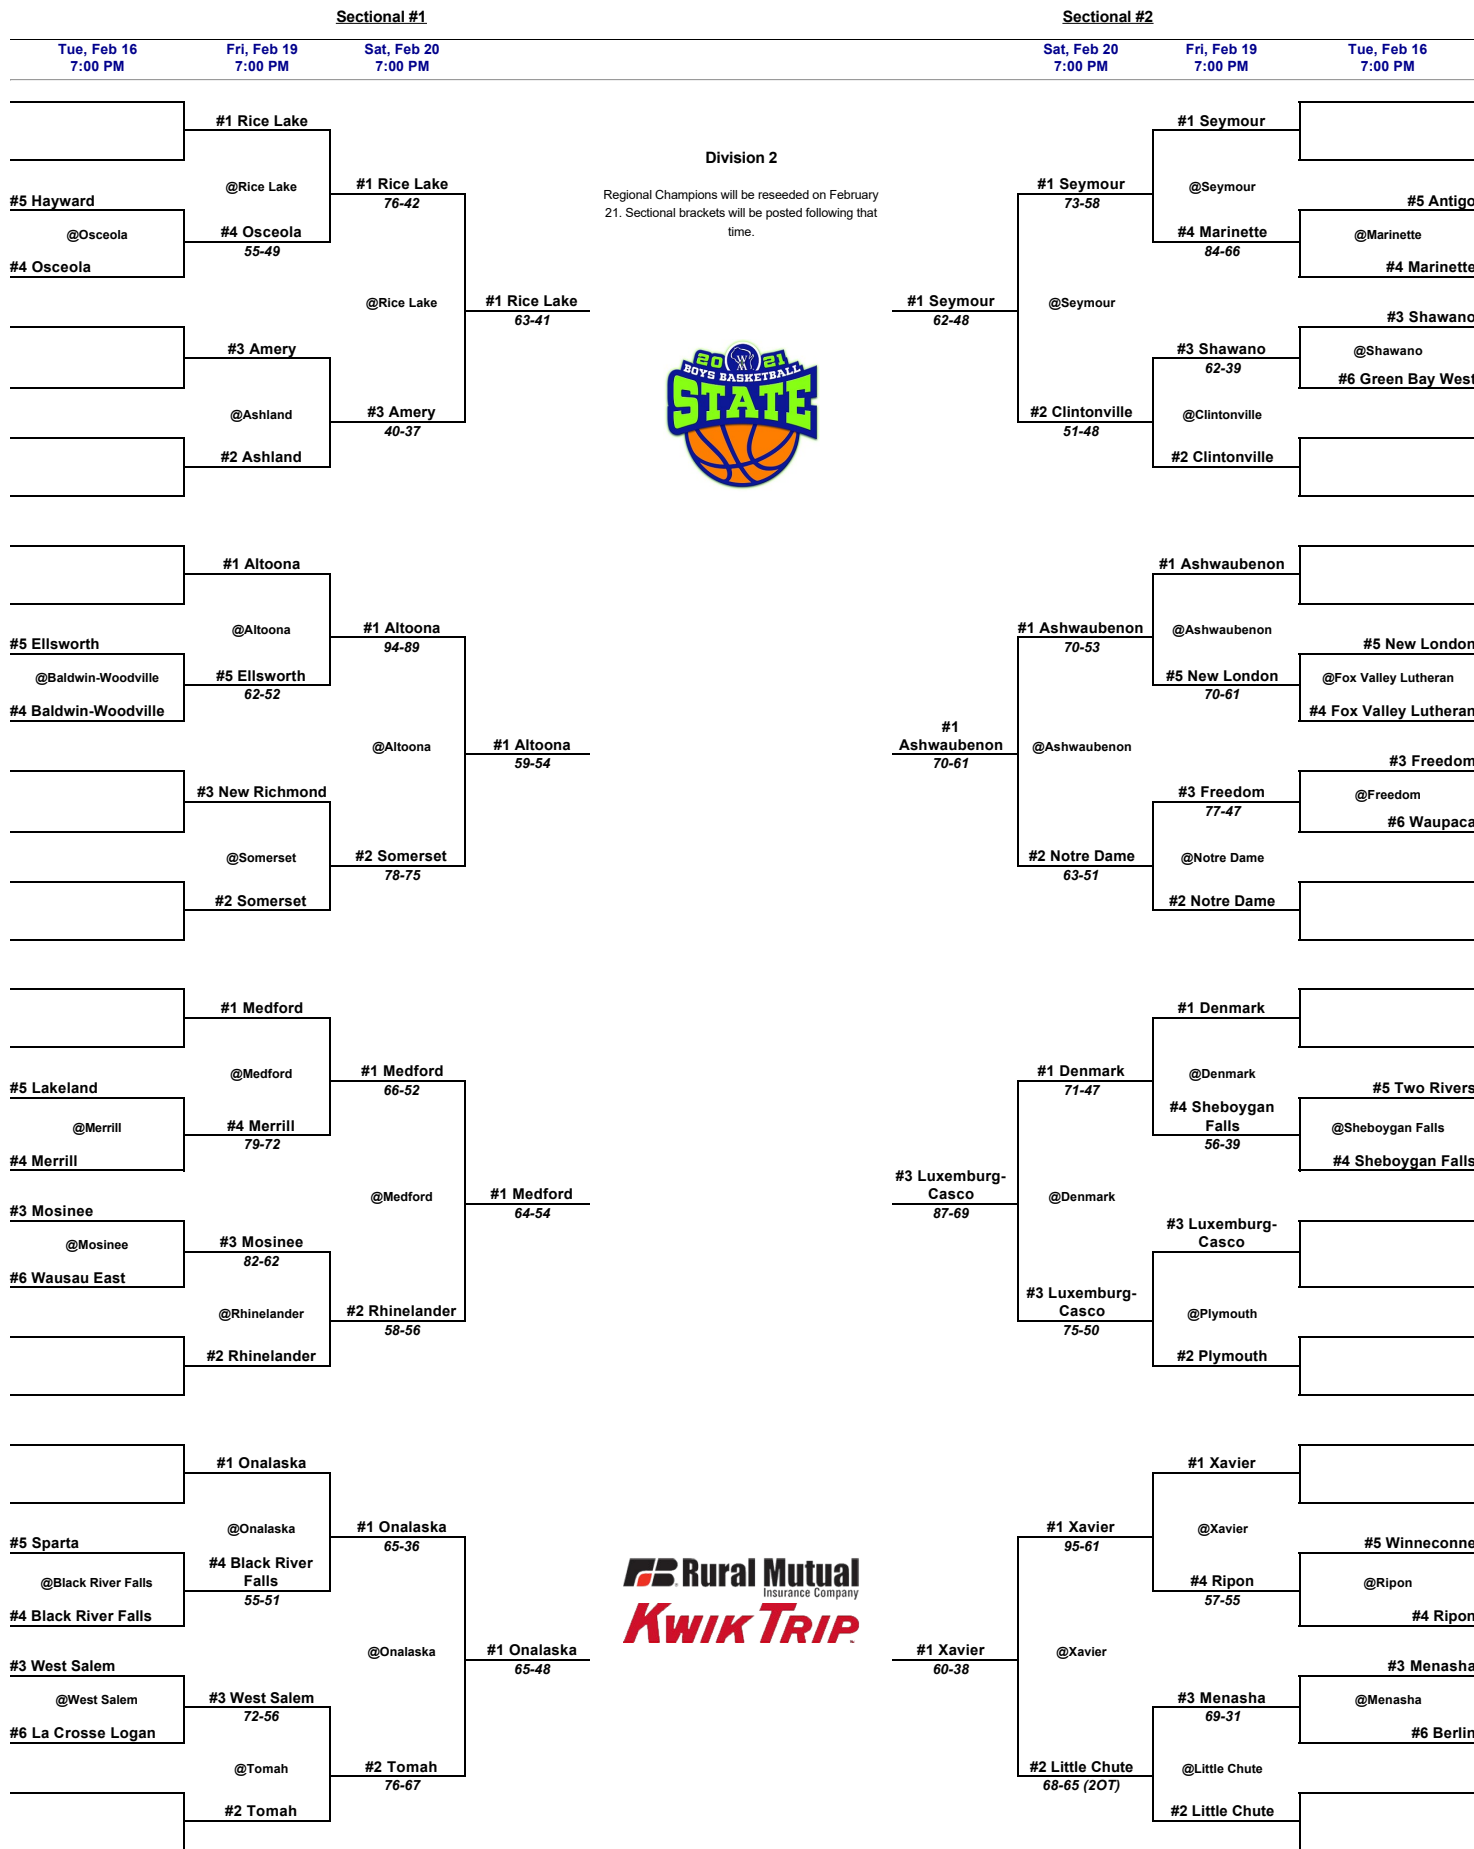 Sectional #1
Sectional #2
Tue, Feb 16
7:00 PM
Fri, Feb 19
7:00 PM
Sat, Feb 20
7:00 PM
Sat, Feb 20
7:00 PM
Fri, Feb 19
7:00 PM
Tue, Feb 16
7:00 PM
#1 Rice Lake
@Rice Lake
#5 Hayward
@Osceola
#4 Osceola
#4 Osceola
55-49
#1 Rice Lake
76-42
@Rice Lake
#1 Rice Lake
63-41
#3 Amery
@Ashland
#3 Amery
40-37
#2 Ashland
Division 2
Regional Champions will be reseeded on February
21. Sectional brackets will be posted following that
time.
2021
WIAA
BOYS BASKETBALL
STATE
#1 Seymour
@Seymour
#5 Antigo
@Marinette
#4 Marinette
#4 Marinette
84-66
#1 Seymour
73-58
@Seymour
#1 Seymour
62-48
#3 Shawano
@Shawano
#6 Green Bay West
#3 Shawano
62-39
@Clintonville
#2 Clintonville
51-48
#2 Clintonville
#1 Altoona
@Altoona
#5 Ellsworth
@Baldwin-Woodville
#4 Baldwin-Woodville
#5 Ellsworth
62-52
#1 Altoona
94-89
@Altoona
#1 Altoona
59-54
#3 New Richmond
@Somerset
#2 Somerset
78-75
#2 Somerset
#1 Ashwaubenon
@Ashwaubenon
#5 New London
@Fox Valley Lutheran
#4 Fox Valley Lutheran
#5 New London
70-61
#1 Ashwaubenon
70-53
@Ashwaubenon
#1
Ashwaubenon
70-61
#3 Freedom
@Freedom
#6 Waupaca
#3 Freedom
77-47
@Notre Dame
#2 Notre Dame
63-51
#2 Notre Dame
#1 Medford
@Medford
#5 Lakeland
@Merrill
#4 Merrill
#4 Merrill
79-72
#1 Medford
66-52
@Medford
#1 Medford
64-54
#3 Mosinee
@Mosinee
#6 Wausau East
#3 Mosinee
82-62
@Rhinelander
#2 Rhinelander
58-56
#2 Rhinelander
#1 Denmark
@Denmark
#5 Two Rivers
@Sheboygan Falls
#4 Sheboygan Falls
#4 Sheboygan
Falls
56-39
#1 Denmark
71-47
@Denmark
#3 Luxemburg-
Casco
87-69
#3 Luxemburg-
Casco
@Plymouth
#3 Luxemburg-
Casco
75-50
#2 Plymouth
#1 Onalaska
@Onalaska
#5 Sparta
@Black River Falls
#4 Black River Falls
#4 Black River
Falls
55-51
#1 Onalaska
65-36
@Onalaska
#1 Onalaska
65-48
#3 West Salem
@West Salem
#6 La Crosse Logan
#3 West Salem
72-56
@Tomah
#2 Tomah
76-67
#2 Tomah
Rural Mutual
Insurance Company
KWIK TRIP
#1 Xavier
@Xavier
#5 Winneconne
@Ripon
#4 Ripon
#4 Ripon
57-55
#1 Xavier
95-61
@Xavier
#1 Xavier
60-38
#3 Menasha
@Menasha
#6 Berlin
#3 Menasha
69-31
@Little Chute
#2 Little Chute
68-65 (2OT)
#2 Little Chute